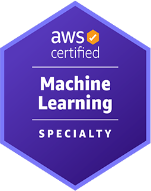 aws
certified
Machine
Learning
SPECIALTY